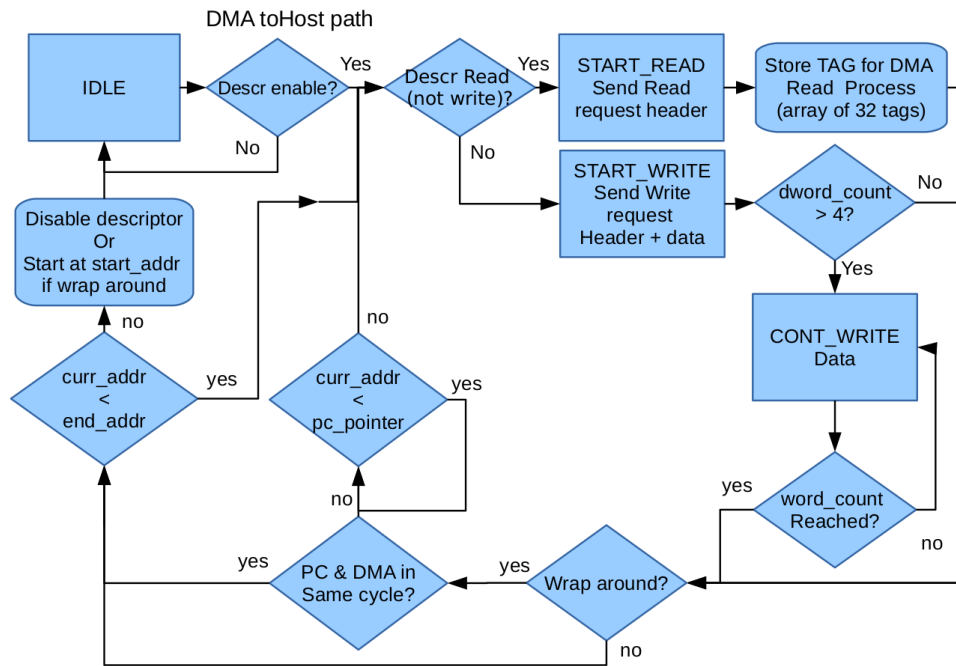 DMA toHost path
IDLE
Descr enable?
Yes
No
Descr Read
(not write)?
Yes
No
START_READ
Send Read
request header
Store TAG for DMA
Read  Process
(array of 32 tags)
START_WRITE
Send Write
request
Header + data
dword_count
> 4?
No
Yes
CONT_WRITE
Data
word_count
Reached?
yes
no
Wrap around?
yes
no
PC & DMA in
Same cycle?
yes
no
curr_addr
<
pc_pointer
yes
no
curr_addr
<
end_addr
yes
no
Disable descriptor
Or
Start at start_addr
if wrap around